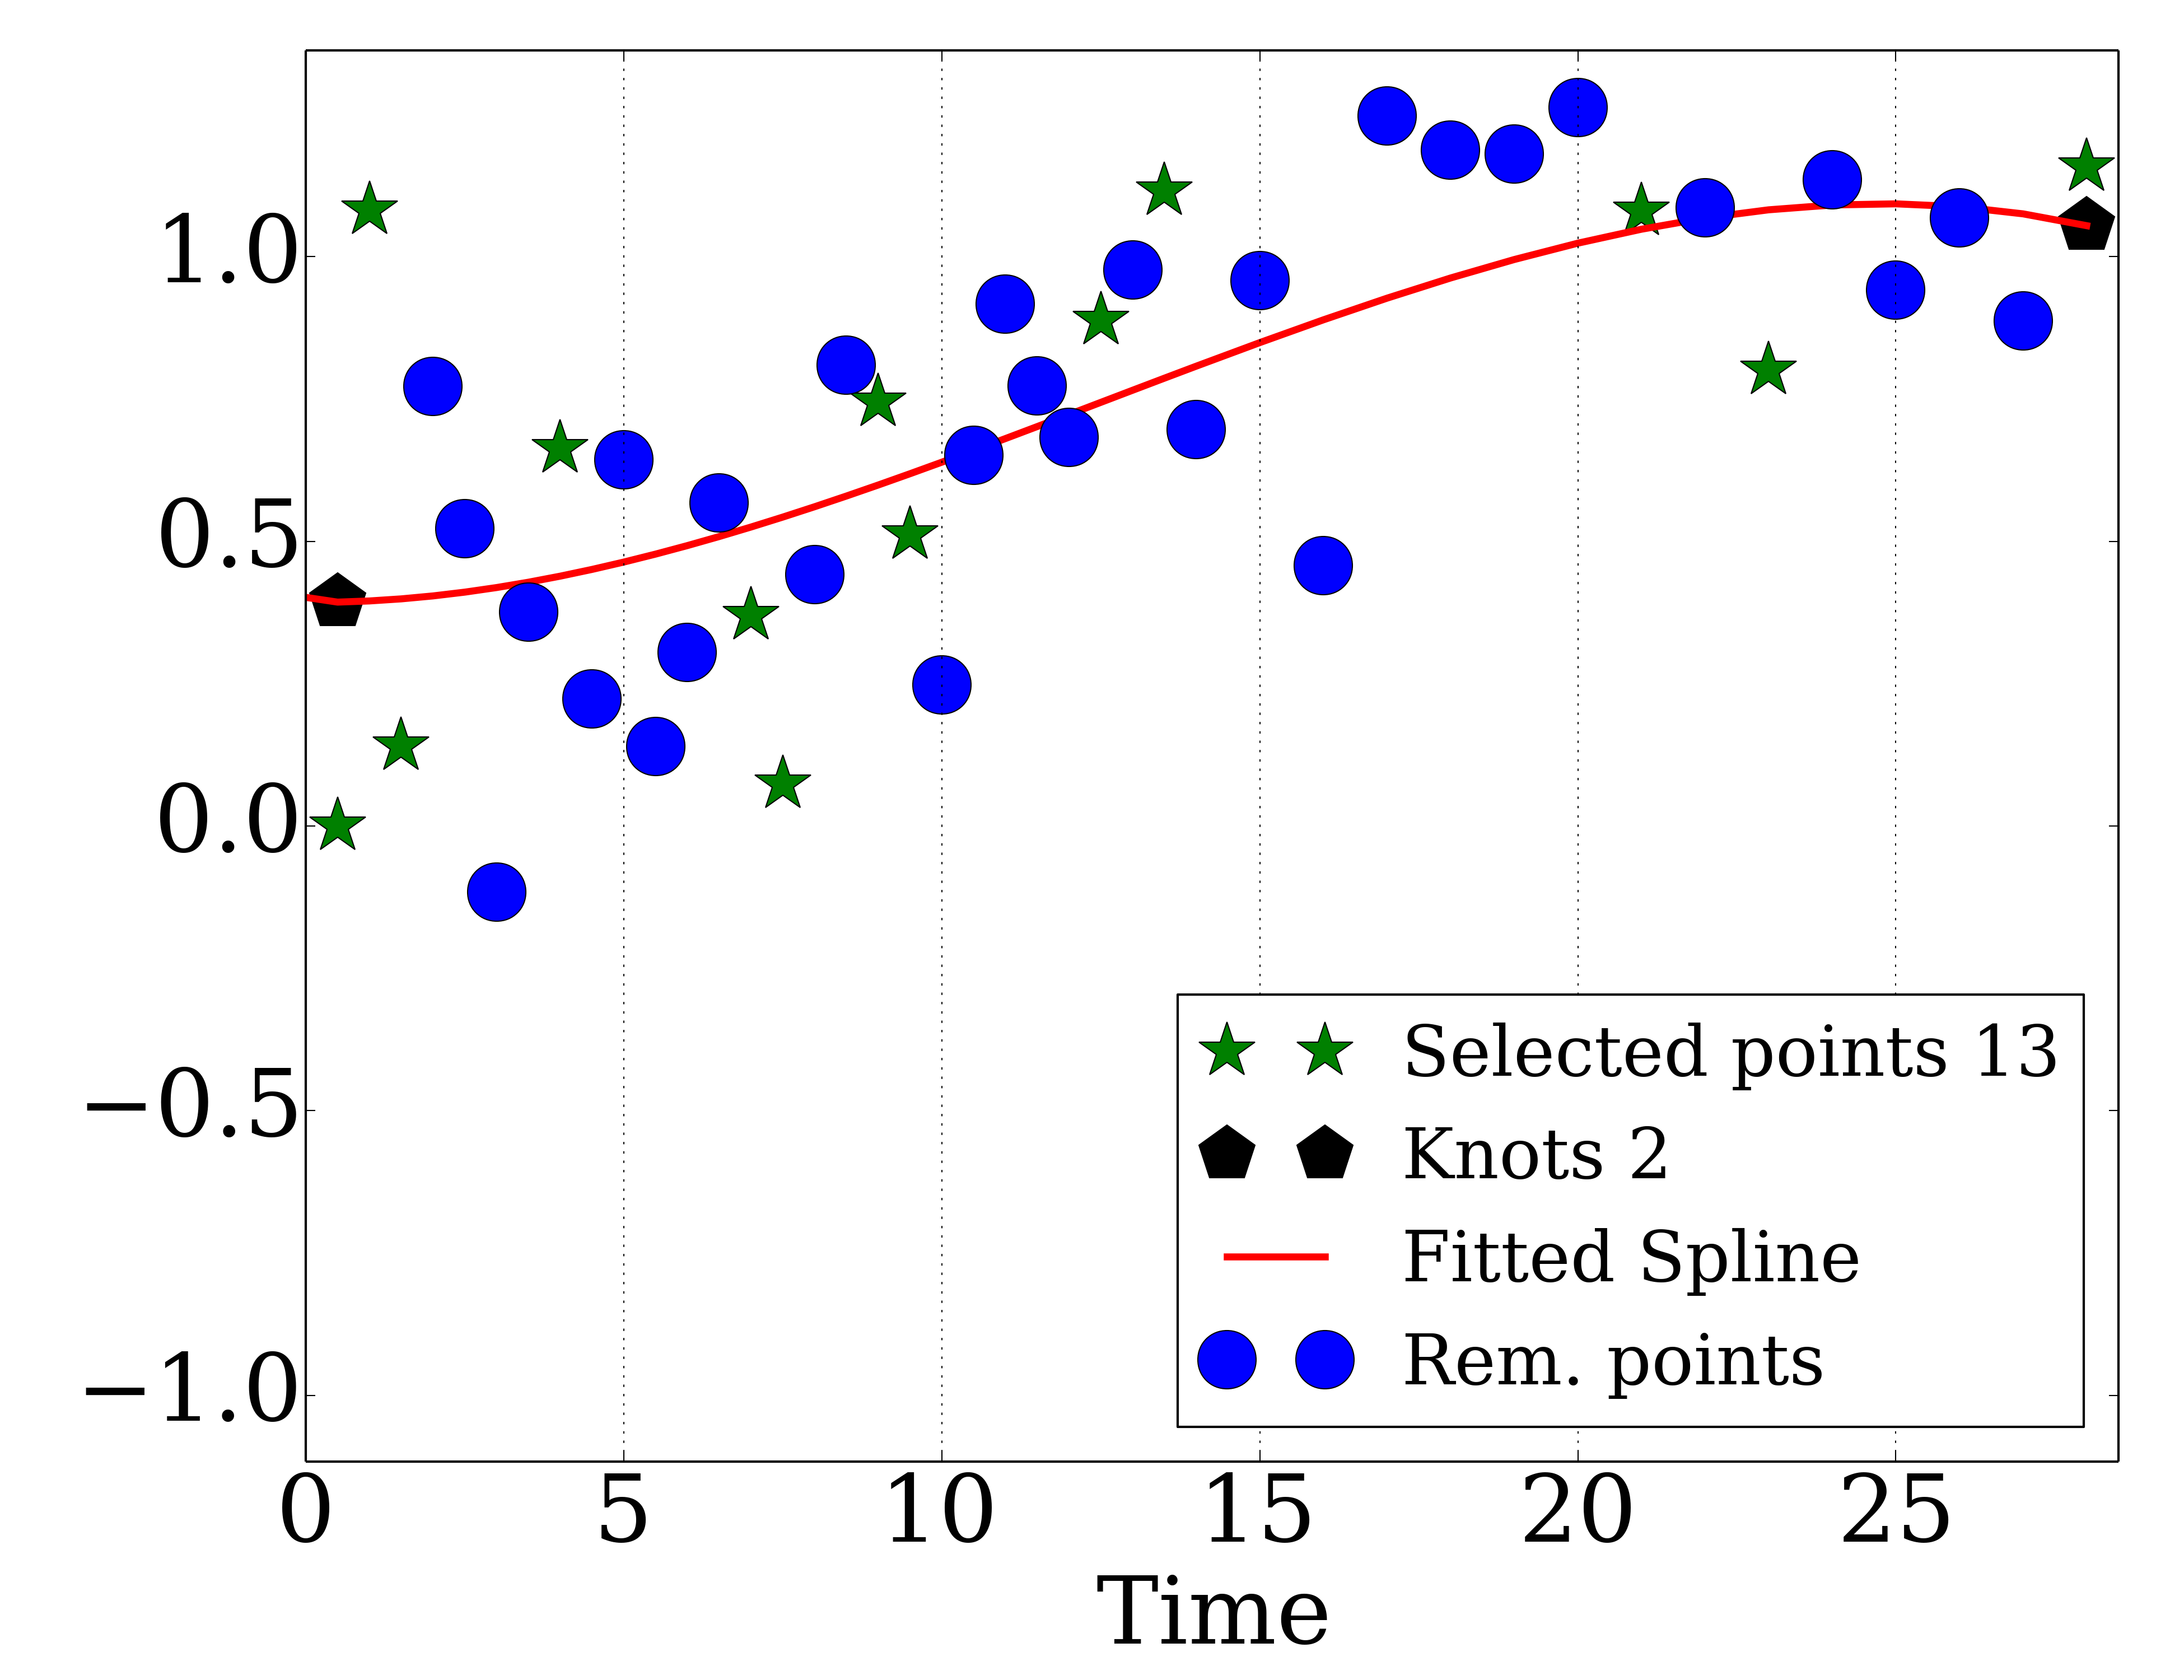 1.0
0.5
0.0
−0.5
−1.0
0 5 10 15 20 25
Time
Selected points 13
Knots 2
Fitted Spline
Rem. points